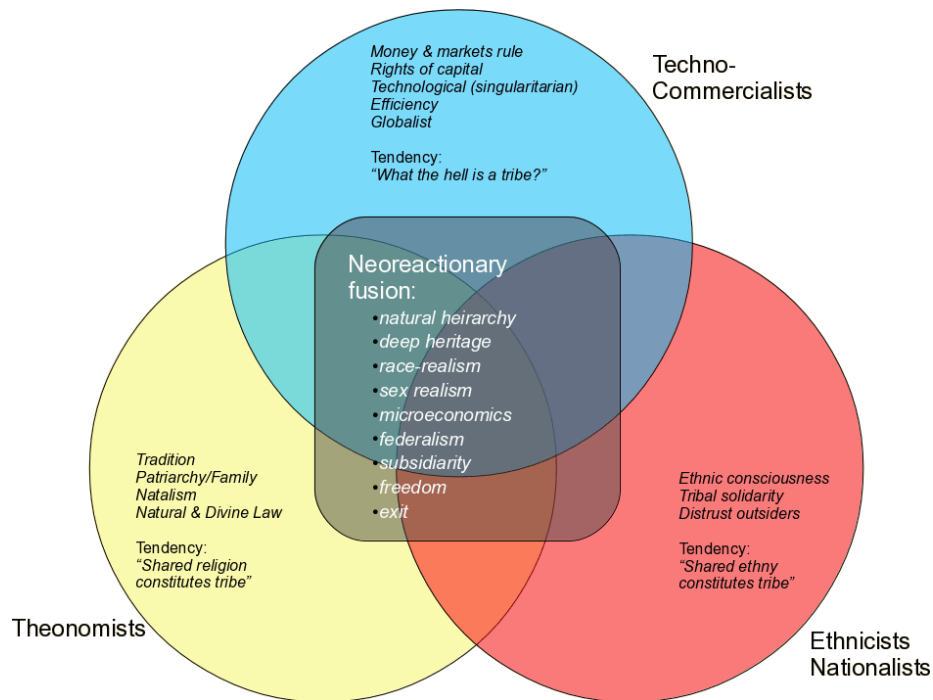 Money & markets rule
Rights of capital
Technological (singularitarian)
Efficiency
Globalist
Tendency:
“What the hell is a tribe?”
Techno-
Commercialists
Neoreactionary
fusion:
•natural heirarchy
•deep heritage
•race-realism
•sex realism
•microeconomics
•federalism
•subsidiarity
•freedom
•exit
Tradition
Patriarchy/Family
Natalism
Natural & Divine Law
Tendency:
“Shared religion
constitutes tribe”
Theonomists
Ethnic consciousness
Tribal solidarity
Distrust outsiders
Tendency:
“Shared ethny
constitutes tribe”
Ethnicists
Nationalists